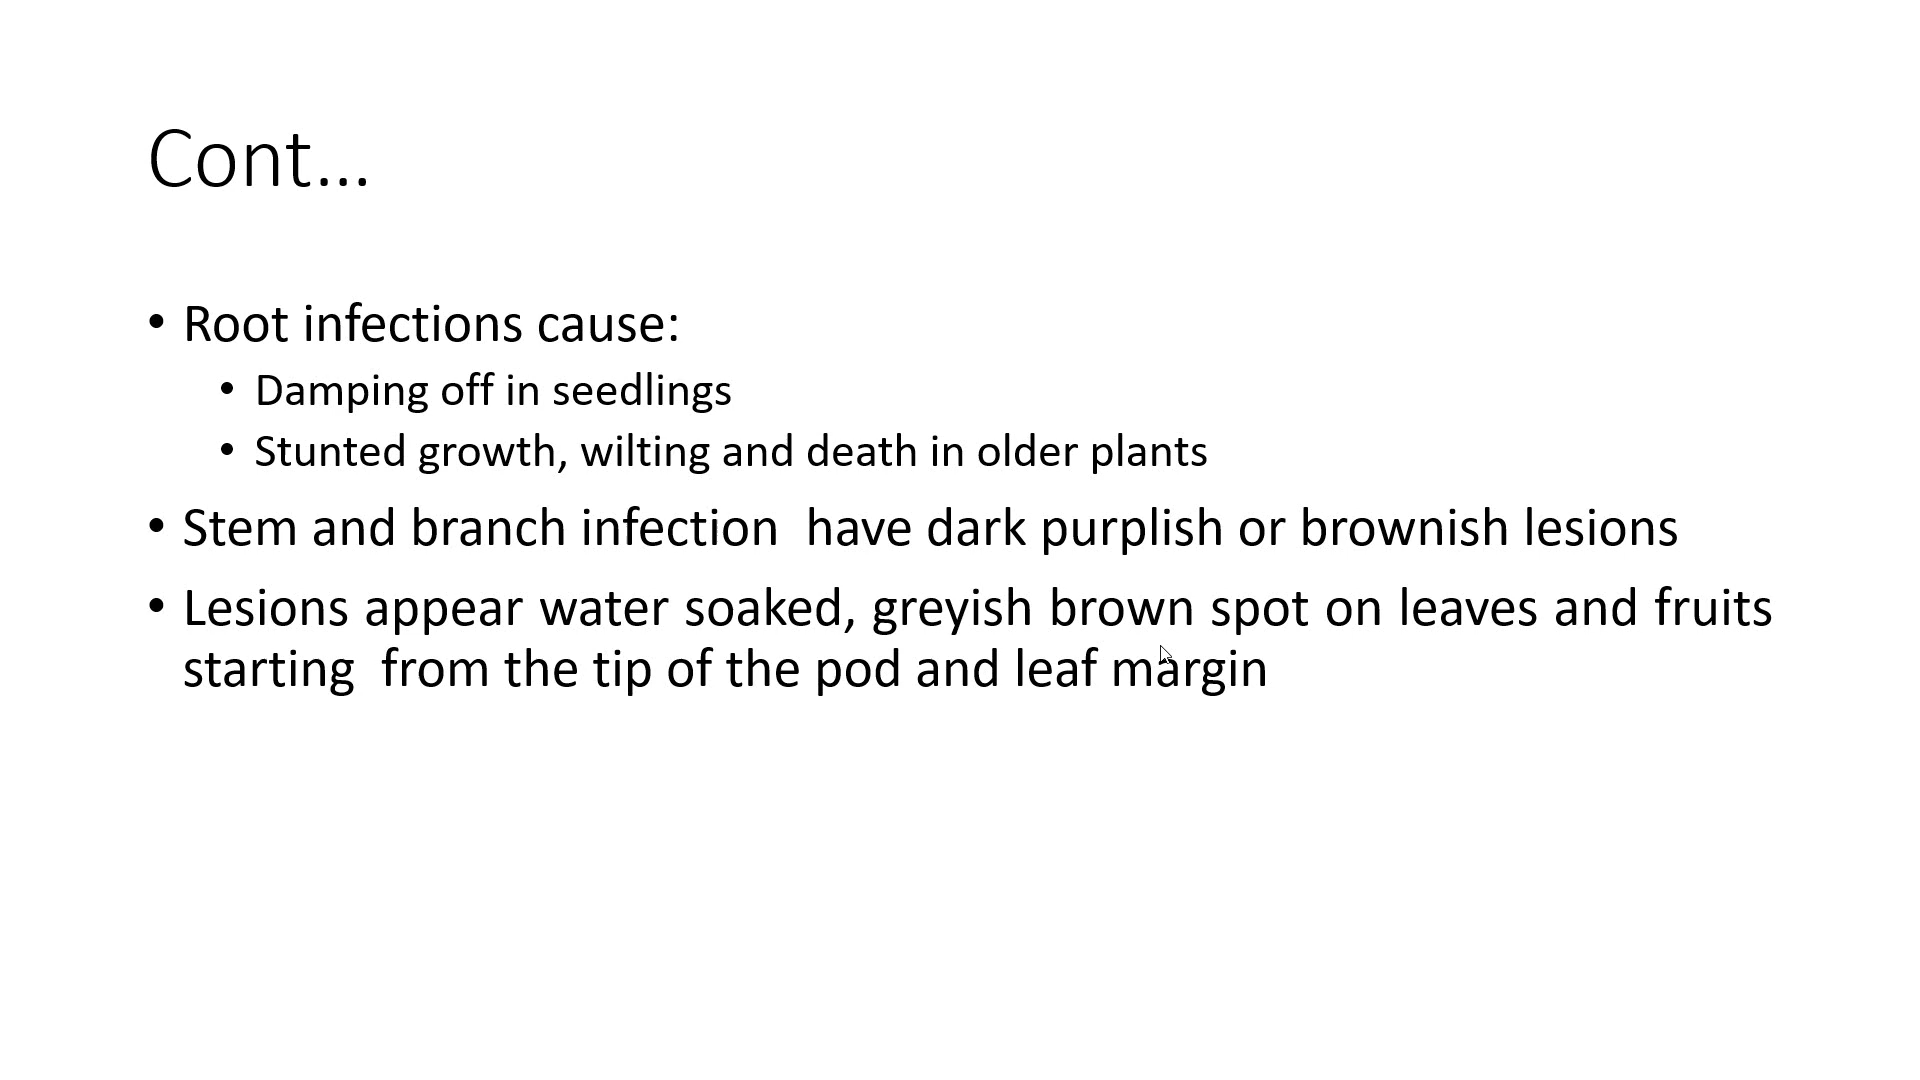 Cont…
• Root infections cause:
• Damping off in seedlings
• Stunted growth, wilting and death in older plants
• Stem and branch infection  have dark purplish or brownish lesions
• Lesions appear water soaked, greyish brown spot on leaves and fruits
starting  from the tip of the pod and leaf margin